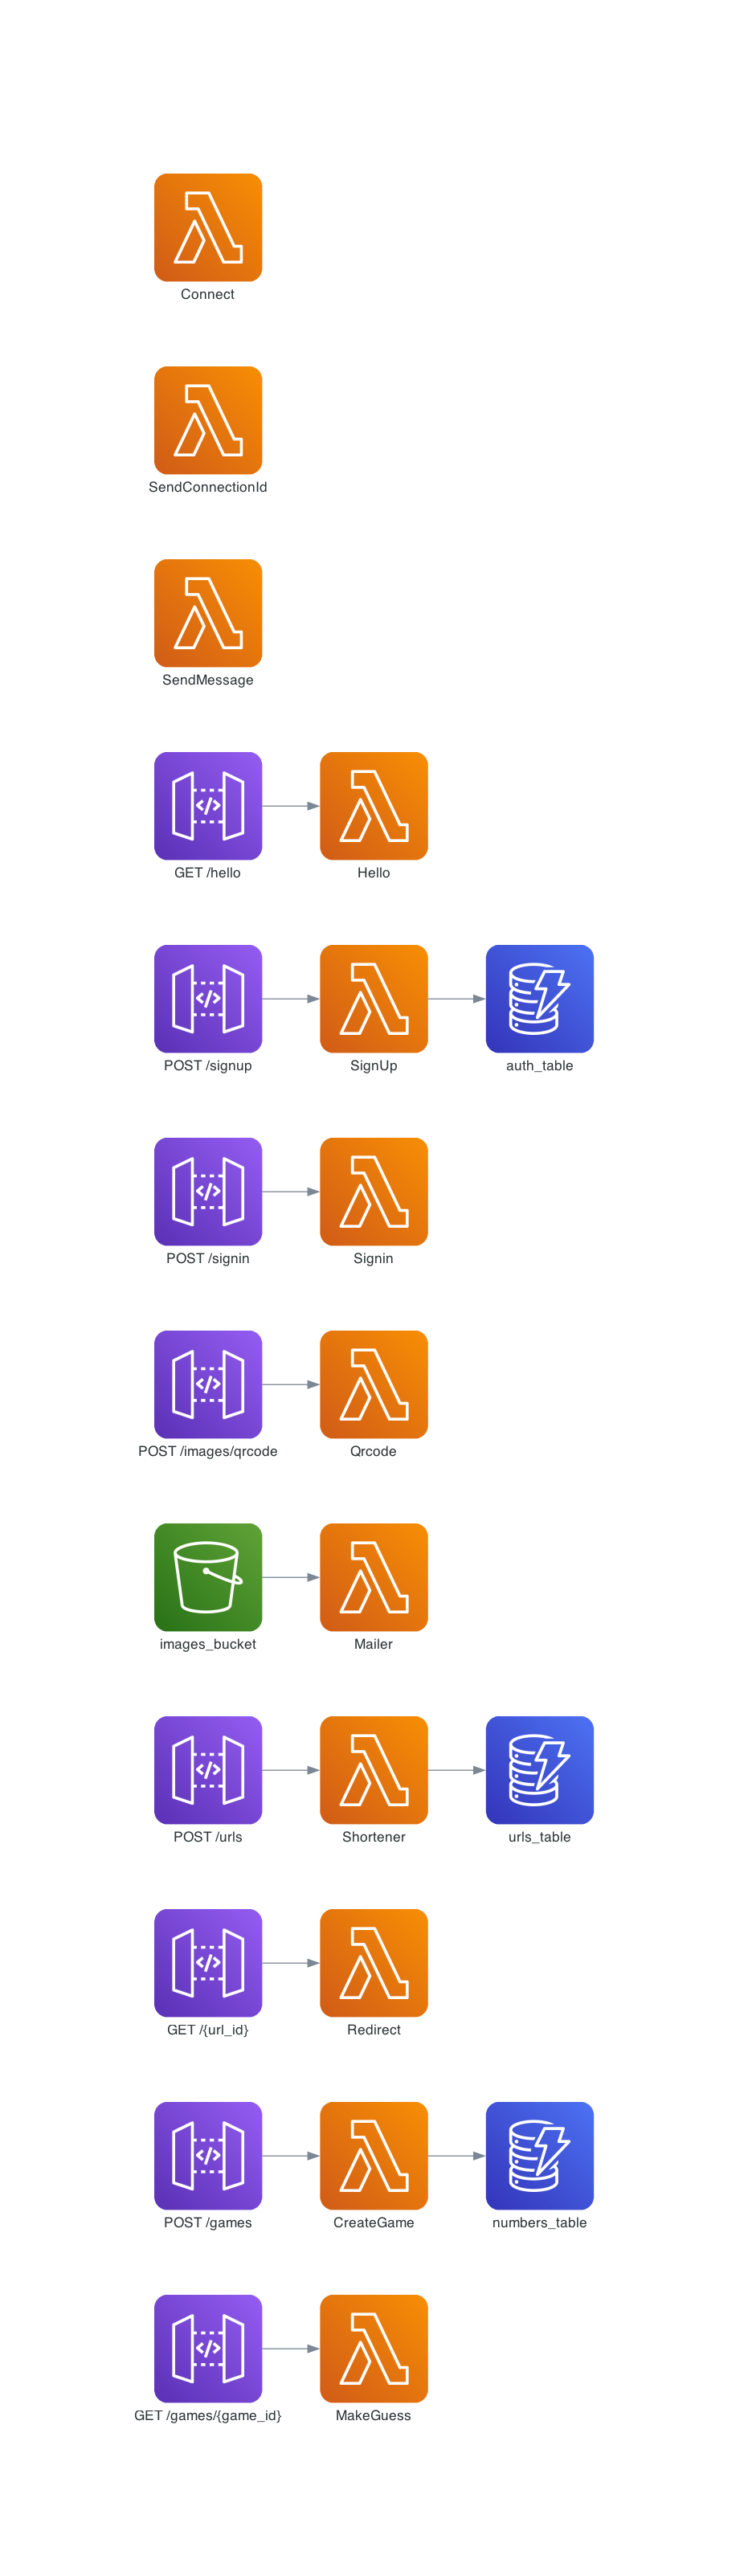 Connect
SendConnectionId
SendMessage
GET /hello
Hello
POST /signup
SignUp
auth_table
POST /signin
Signin
POST /images/qrcode
Qrcode
images_bucket
Mailer
POST /urls
Shortener
urls_table
GET /{url_id}
Redirect
POST /games
CreateGame
numbers_table
GET /games/{game_id}
MakeGuess